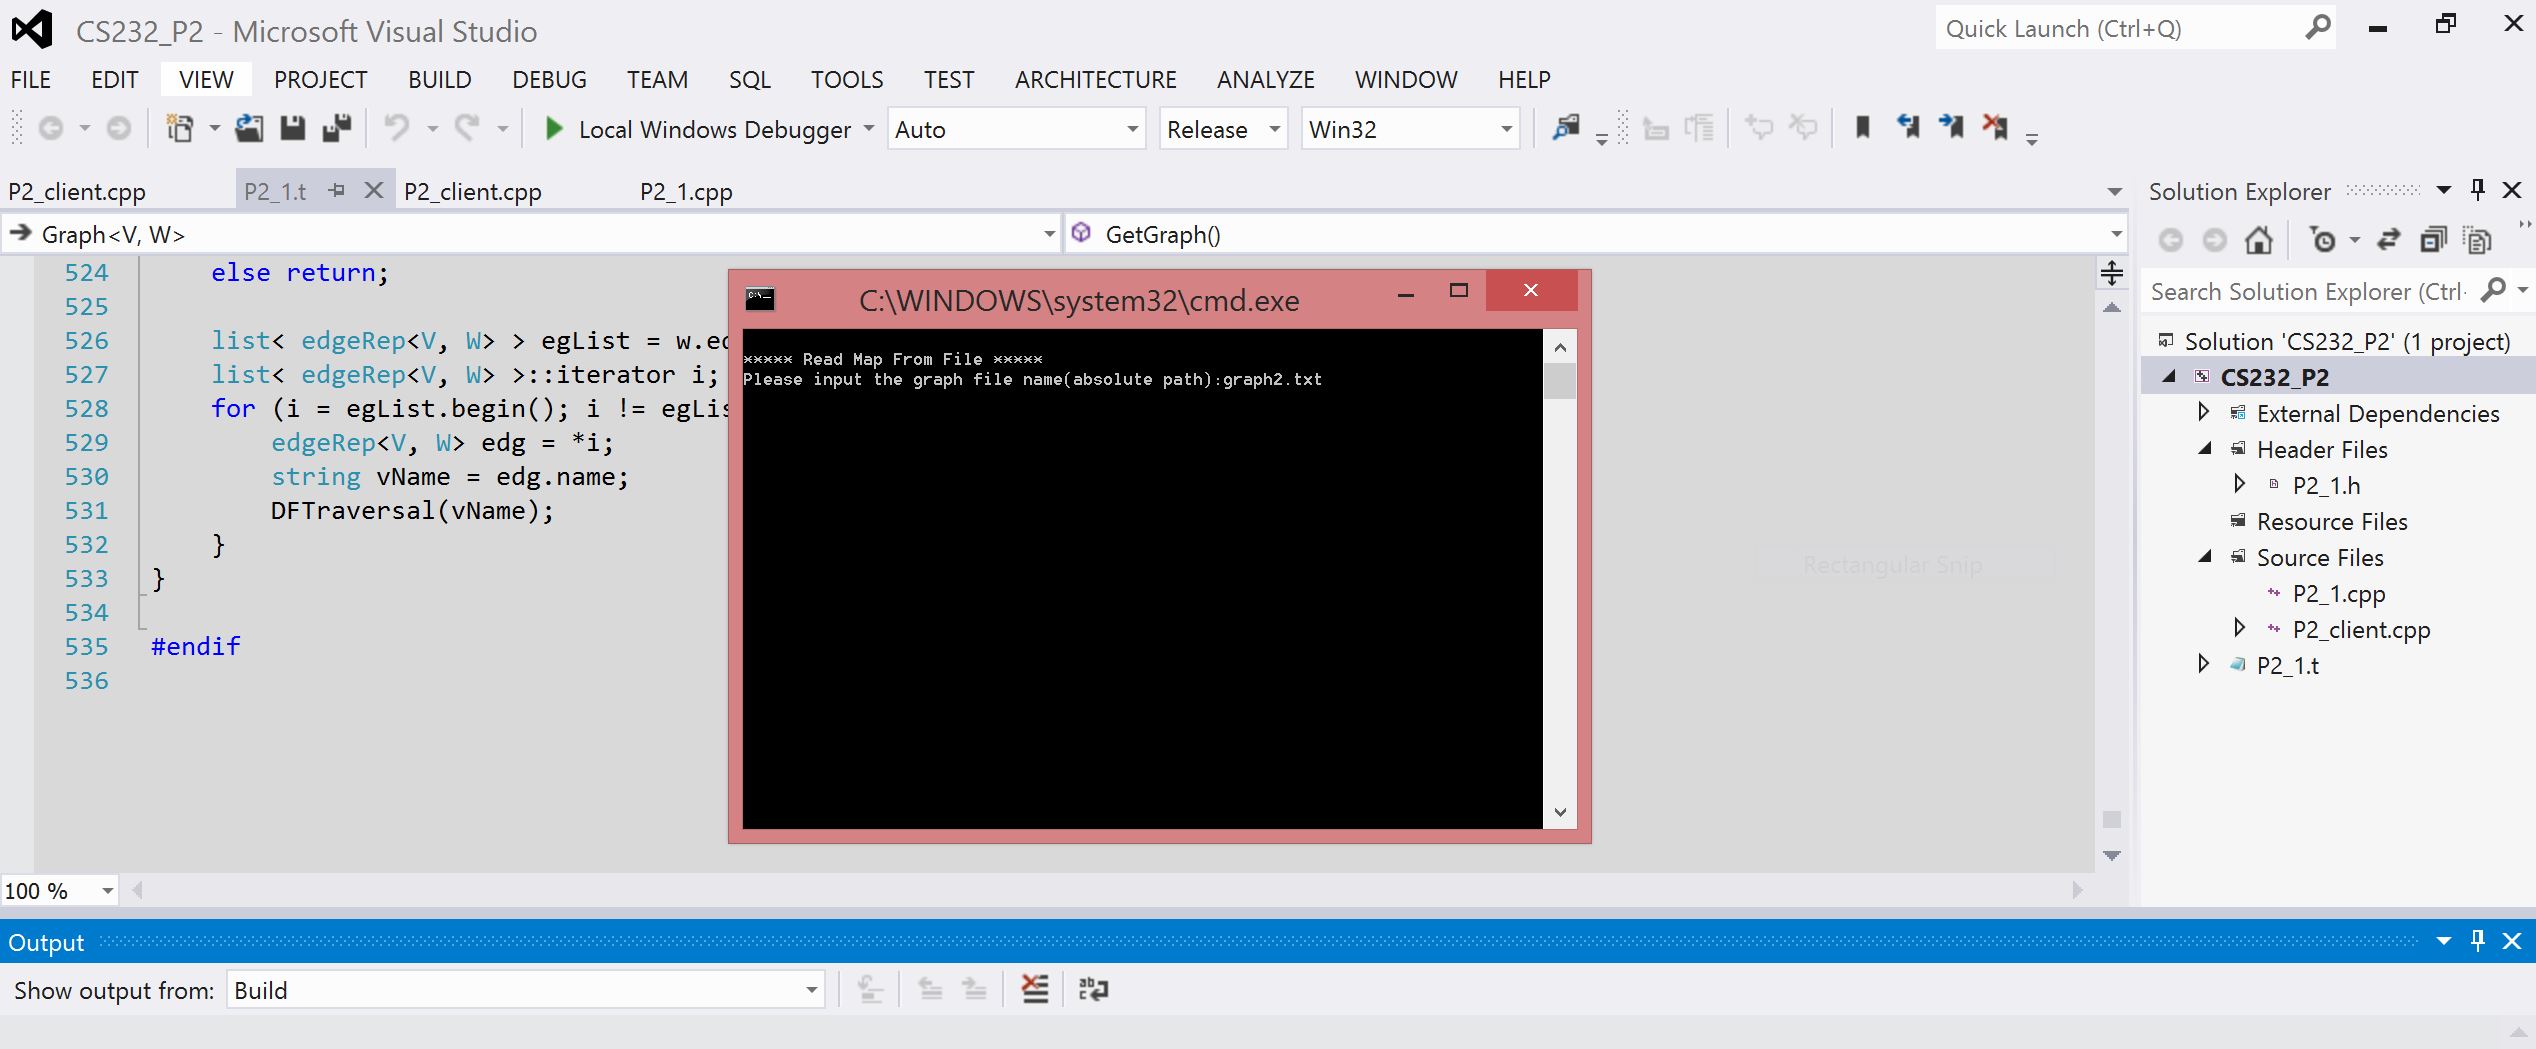 CS232_P2 - Microsoft Visual Studio
Quick Launch (Ctrl+Q)
FILE EDIT VIEW PROJECT BUILD DEBUG TEAM SQL TOOLS TEST ARCHITECTURE ANALYZE WINDOW HELP
Local Windows Debugger Auto Release Win32
P2_client.cpp P2_1.t P2_client.cpp P2_1.cpp
Graph<V, W> GetGraph()
524 else return;
525
526 list< edgeRep<V, W> > egList = w.ed
527 list< edgeRep<V, W> >::iterator i;
528 for (i = egList.begin(); i != egLis
529 edgeRep<V, W> edg = *i;
530 string vName = edg.name;
531 DFTraversal(vName);
532 }
533 }
534
535 #endif
536
100 %
C:\WINDOWS\system32\cmd.exe
***** Read Map From File *****
Please input the graph file name(absolute path):graph2.txt
Rectangular Snip
Solution Explorer
Search Solution Explorer (Ctrl-
Solution 'CS232_P2' (1 project)
CS232_P2
External Dependencies
Header Files
P2_1.h
Resource Files
Source Files
P2_1.cpp
P2_client.cpp
P2_1.t
Output
Show output from: Build